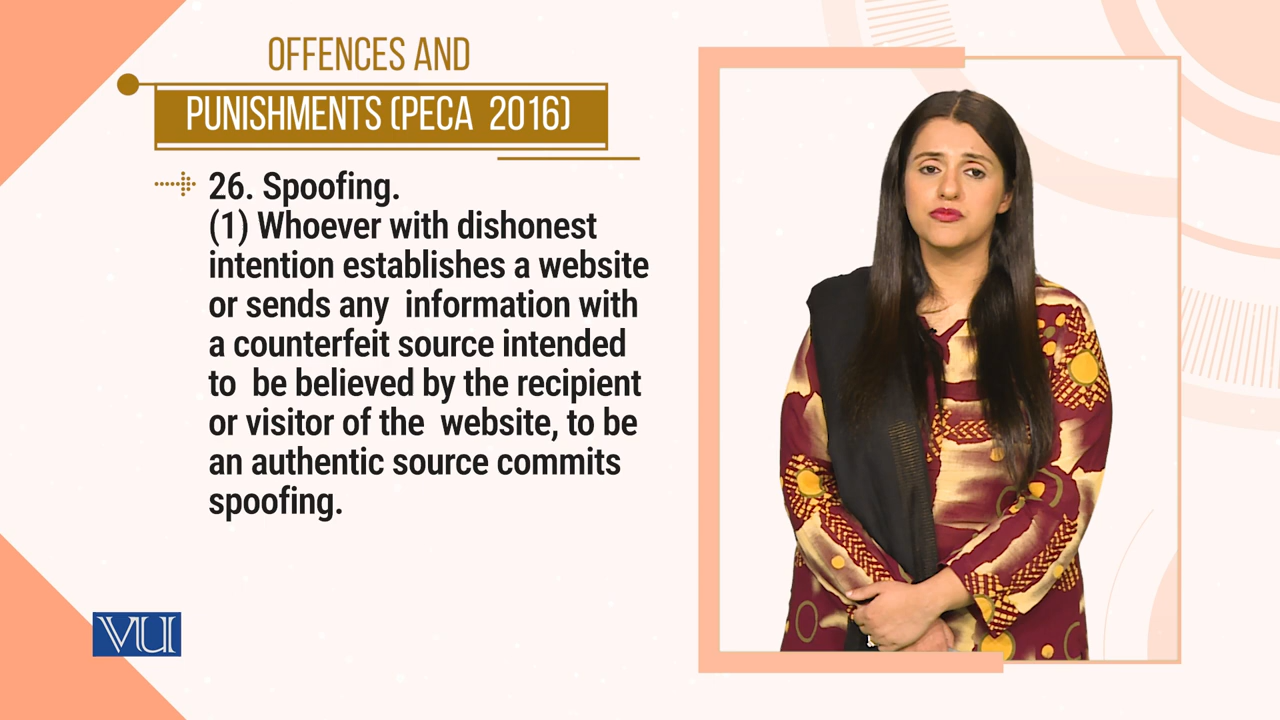 OFFENCES AND
PUNISHMENTS (PECA 2016)
26. Spoofing.
(1) Whoever with dishonest
intention establishes a website
or sends any information with
a counterfeit source intended
to be believed by the recipient
or visitor of the website, to be
an authentic source commits
spoofing.
VU